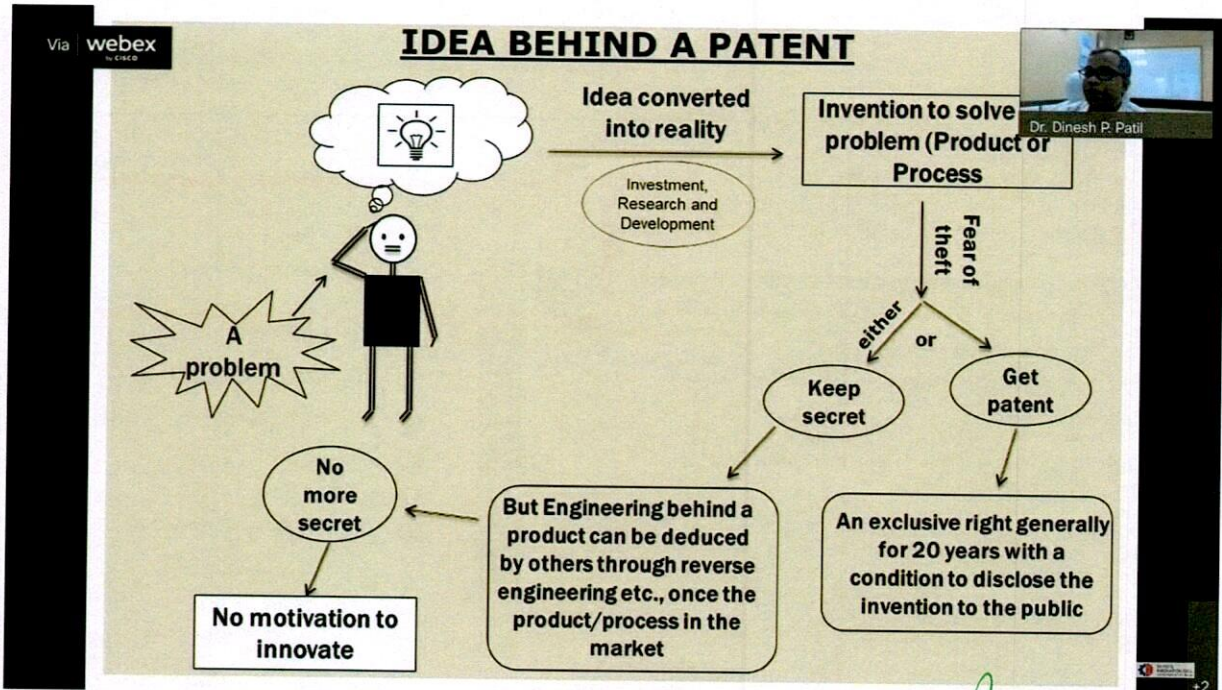 Via webex
by CISCO
IDEA BEHIND A PATENT
Dr. Dinesh P. Patil
Idea converted
into reality
Investment,
Research and
Development
Invention to solve
problem (Product or
Process
Fear of
theft
either
or
A
problem
Keep
secret
Get
patent
No
more
secret
But Engineering behind a
product can be deduced
by others through reverse
engineering etc., once the
product/process in the
market
An exclusive right generally
for 20 years with a
condition to disclose the
invention to the public
No motivation to
innovate
+2